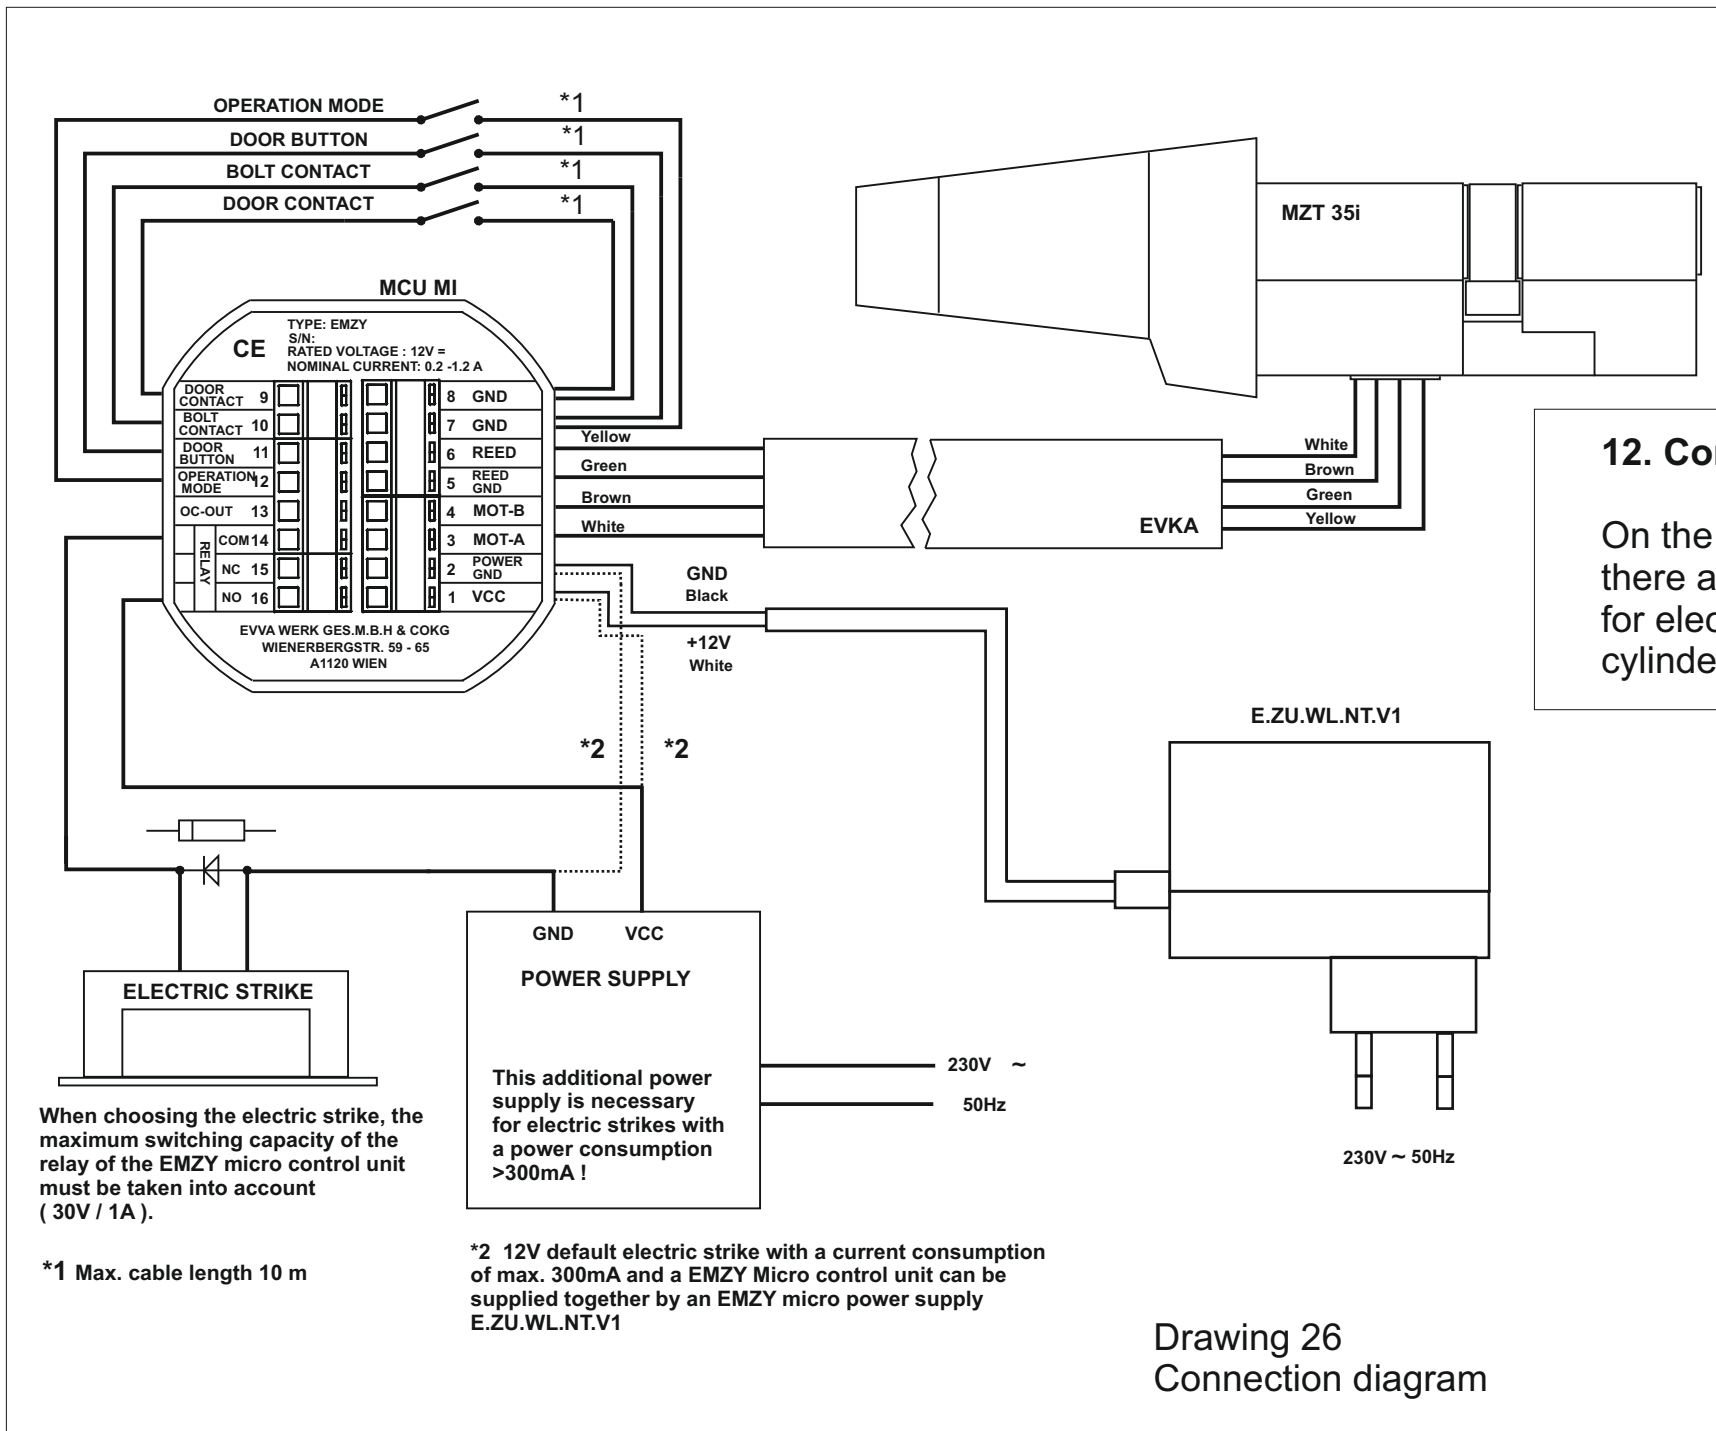 OPERATION MODE *1
DOOR BUTTON *1
BOLT CONTACT *1
DOOR CONTACT *1
MCU MI
TYPE: EMZY
S/N:
CE
RATED VOLTAGE : 12V =
NOMINAL CURRENT: 0.2 -1.2 A
DOOR
CONTACT 9
BOLT
CONTACT 10
DOOR
BUTTON 11
OPERATION
MODE 12
OC-OUT 13
RELAY
COM 14
NC 15
NO 16
8 GND
7 GND
6 REED
5 REED
GND
4 MOT-B
3 MOT-A
2 POWER
GND
1 VCC
EVVA WERK GES.M.B.H & COKG
WIENERBERGSTR. 59 - 65
A1120 WIEN
Yellow
Green
Brown
White
EVKA
White
Brown
Green
Yellow
MZT 35i
GND
Black
+12V
White
*2 *2
12. Co
On the
there a
for elec
cylinde
E.ZU.WL.NT.V1
230V ~ 50Hz
ELECTRIC STRIKE
GND VCC
POWER SUPPLY
This additional power
supply is necessary
for electric strikes with
a power consumption
>300mA !
230V ~
50Hz
When choosing the electric strike, the
maximum switching capacity of the
relay of the EMZY micro control unit
must be taken into account
( 30V / 1A ).
*1 Max. cable length 10 m
*2 12V default electric strike with a current consumption
of max. 300mA and a EMZY Micro control unit can be
supplied together by an EMZY micro power supply
E.ZU.WL.NT.V1
Drawing 26
Connection diagram